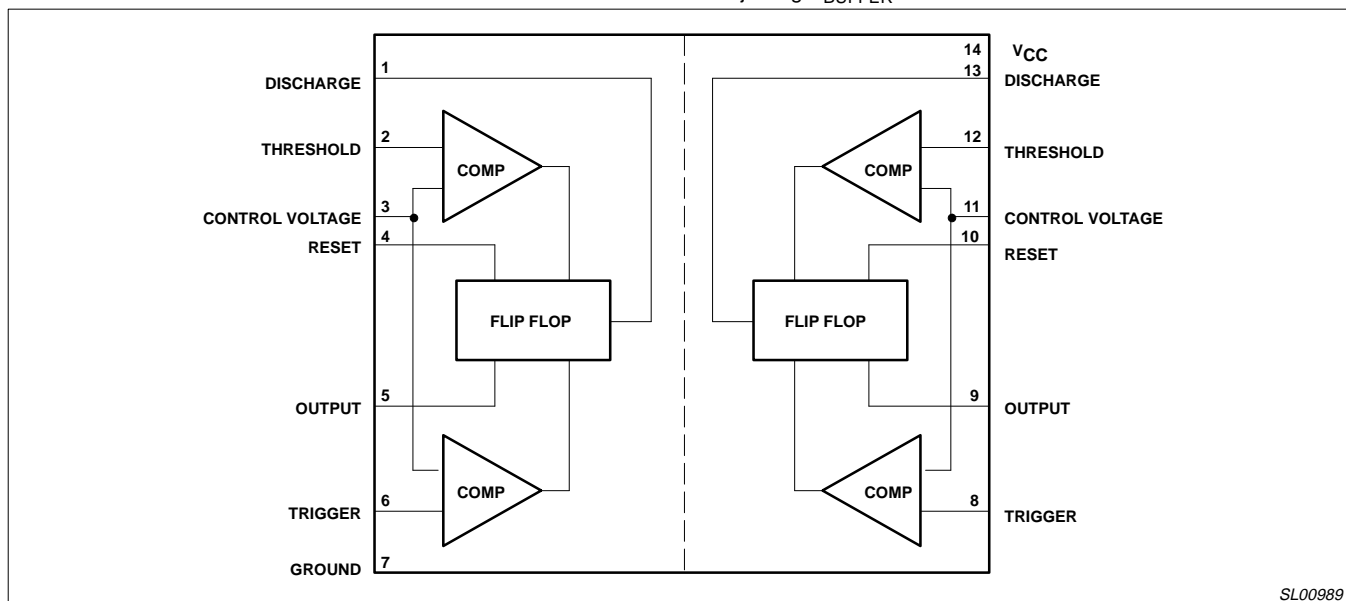 BUFFER
1
DISCHARGE
2
THRESHOLD
COMP
3
CONTROL VOLTAGE
4
RESET
FLIP FLOP
5
OUTPUT
COMP
6
TRIGGER
7
GROUND
14 VCC
13
DISCHARGE
12
THRESHOLD
COMP
11
CONTROL VOLTAGE
10
RESET
FLIP FLOP
9
OUTPUT
COMP
8
TRIGGER
SL00989